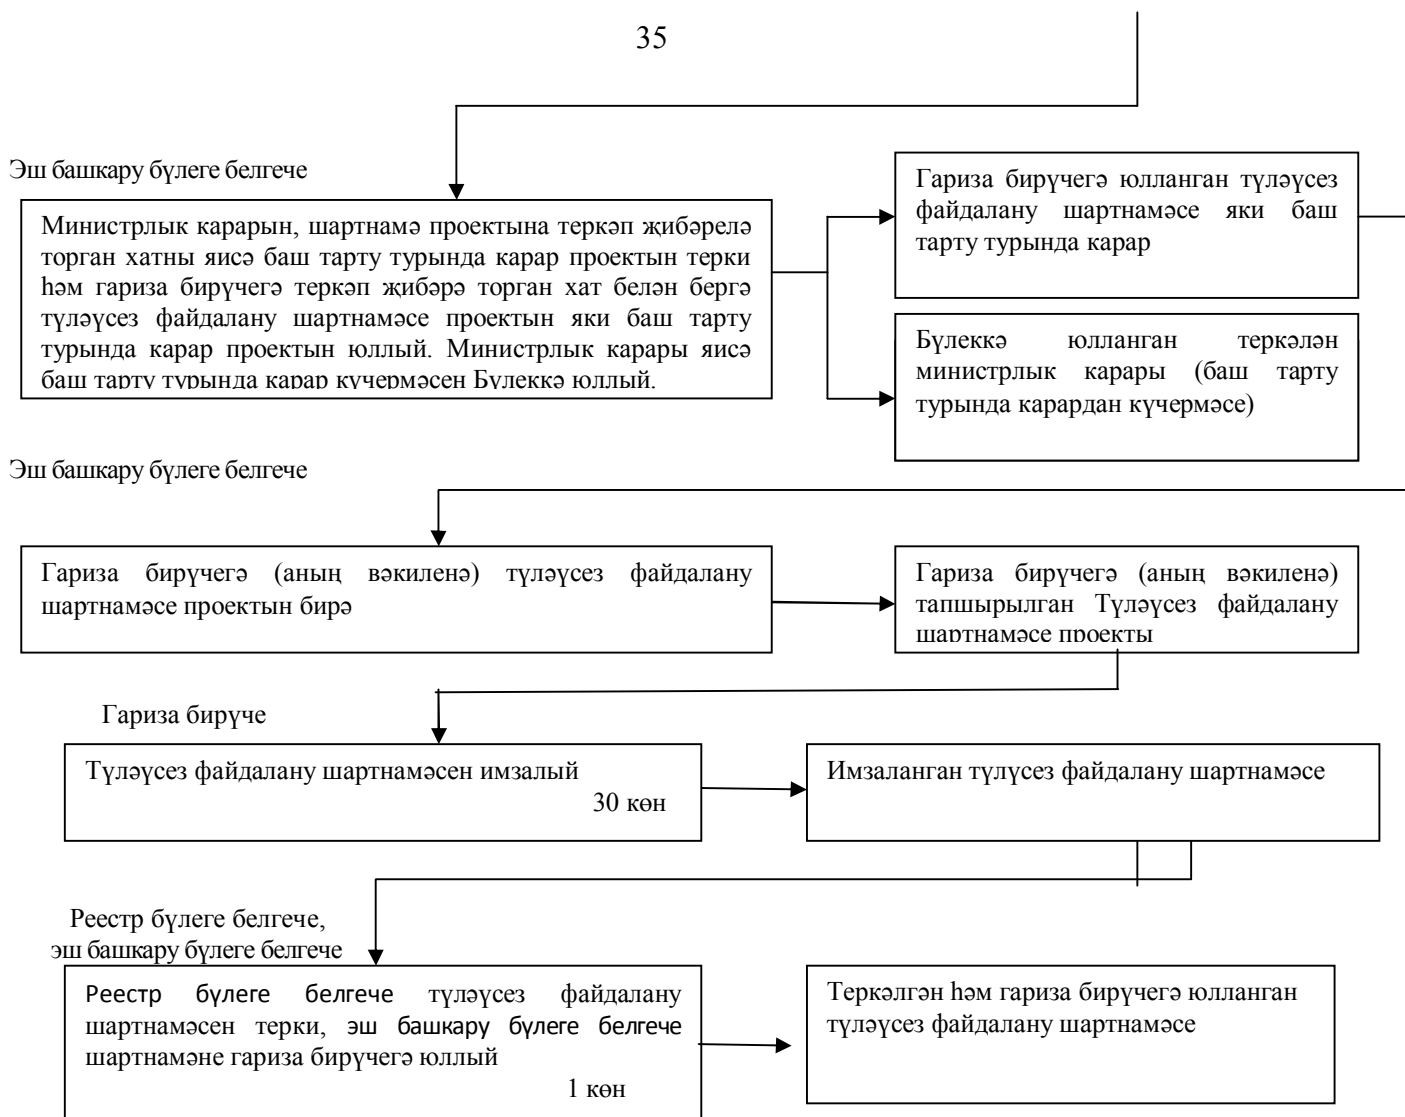 35
Эш башкару бүлеге белгече
Министрлык карарын, шартнамә проектына теркәп җибәрелә
торган хатны яисә баш тарту турында карар проектын терки
һәм гариза бирүчегә теркәп җибәрә торган хат белән бергә
түләүсез файдалану шартнамәсе проектын яки баш тарту
турында карар проектын юллый. Министрлык карары яисә
баш тарту турында карар күчермәсен Бүлеккә юллый.
Гариза бирүчегә юлланган түләүсез
файдалану шартнамәсе яки баш
тарту турында карар
Бүлеккә юлланган теркәлән
министрлык карары (баш тарту
турында карардан күчермәсе)
Эш башкару бүлеге белгече
Гариза бирүчегә (аның вәкиленә) түләүсез файдалану
шартнамәсе проектын бирә
Гариза бирүчегә (аның вәкиленә)
тапшырылган Түләүсез файдалану
шартнамәсе проекты
Гариза бирүче
Түләүсез файдалану шартнамәсен имзалый
30 көн
Имзаланган түлүсез файдалану шартнамәсе
Реестр бүлеге белгече,
эш башкару бүлеге белгече
Реестр бүлеге белгече түләүсез файдалану
шартнамәсен терки, эш башкару бүлеге белгече
шартнамәне гариза бирүчегә юллый
1 көн
Теркәлгән һәм гариза бирүчегә юлланган
түләүсез файдалану шартнамәсе